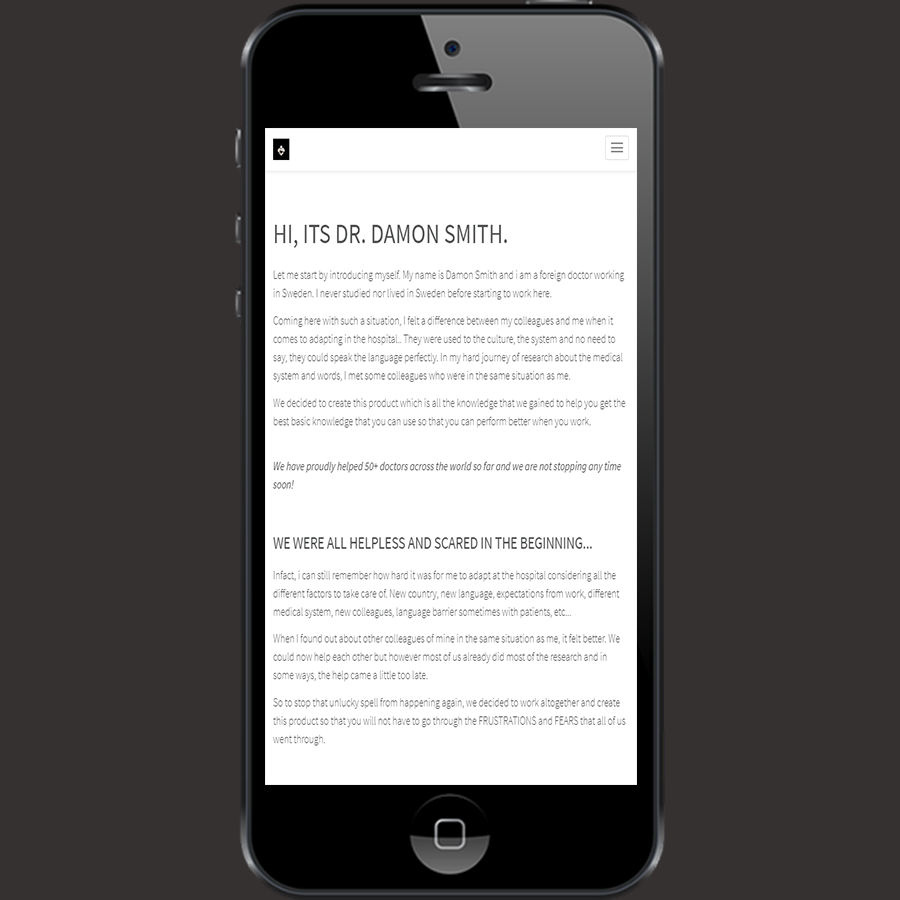 HI, ITS DR. DAMON SMITH.
Let me start by introducing myself. My name is Damon Smith and i am a foreign doctor working
in Sweden. I never studied nor lived in Sweden before starting to work here.
Coming here with such a situation, I felt a difference between my colleagues and me when it
comes to adapting in the hospital.. They were used to the culture, the system and no need to
say, they could speak the language perfectly. In my hard journey of research about the medical
system and words, I met some colleagues who were in the same situation as me.
We decided to create this product which is all the knowledge that we gained to help you get the
best basic knowledge that you can use so that you can perform better when you work.
We have proudly helped 50+ doctors across the world so far and we are not stopping any time
soon!
WE WERE ALL HELPLESS AND SCARED IN THE BEGINNING...
Infact, i can still remember how hard it was for me to adapt at the hospital considering all the
different factors to take care of. New country, new language, expectations from work, different
medical system, new colleagues, language barrier sometimes with patients, etc...
When I found out about other colleagues of mine in the same situation as me, it felt better. We
could now help each other but however most of us already did most of the research and in
some ways, the help came a little too late.
So to stop that unlucky spell from happening again, we decided to work altogether and create
this product so that you will not have to go through the FRUSTRATIONS and FEARS that all of us
went through.